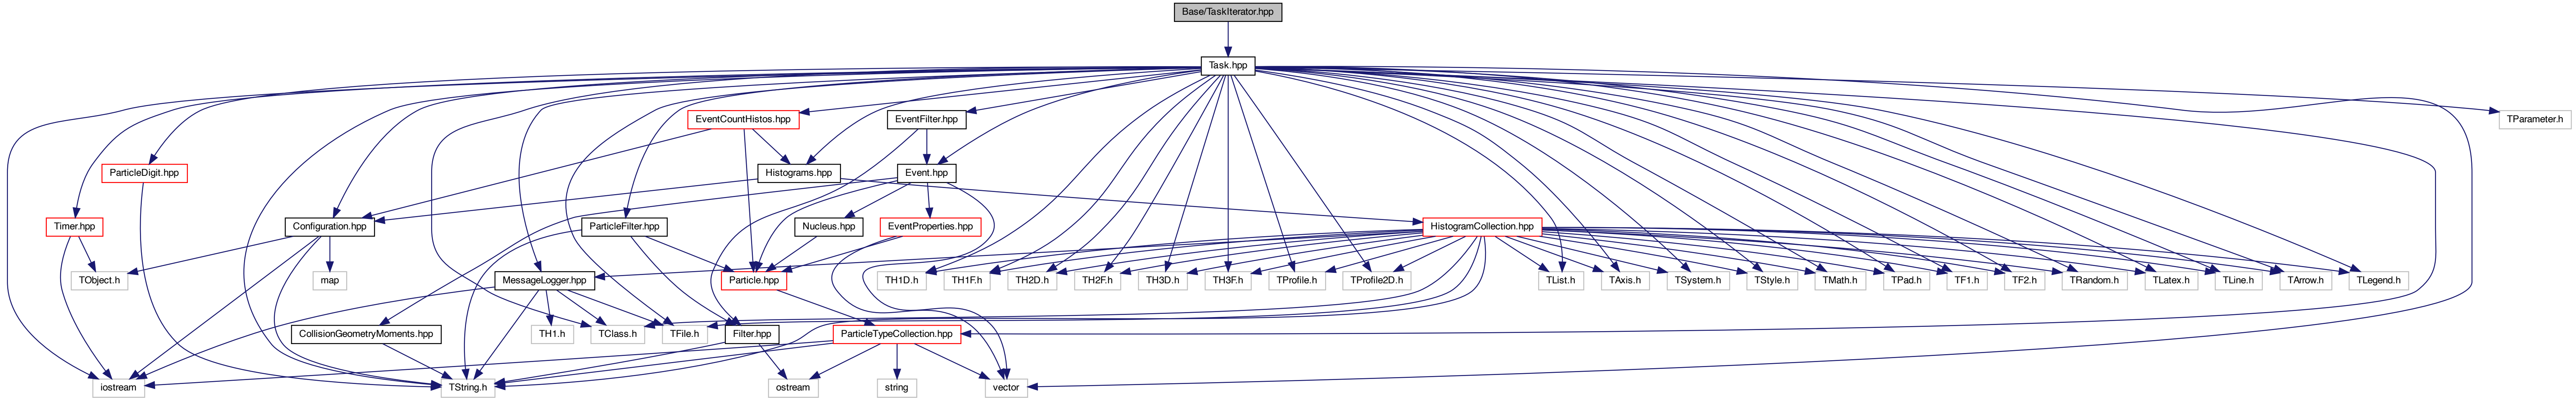 Base/TaskIterator.hpp
Task.hpp
EventCountHistos.hpp
EventFilter.hpp
TParameter.h
ParticleDigit.hpp
Histograms.hpp
Event.hpp
Timer.hpp
Configuration.hpp
ParticleFilter.hpp
Nucleus.hpp
EventProperties.hpp
HistogramCollection.hpp
TObject.h
map
MessageLogger.hpp
Particle.hpp
TH1D.h
TH1F.h
TH2D.h
TH2F.h
TH3D.h
TH3F.h
TProfile.h
TProfile2D.h
TList.h
TAxis.h
TSystem.h
TStyle.h
TMath.h
TPad.h
TF1.h
TF2.h
TRandom.h
TLatex.h
TLine.h
TArrow.h
TLegend.h
CollisionGeometryMoments.hpp
TH1.h
TClass.h
TFile.h
Filter.hpp
ParticleTypeCollection.hpp
iostream
TString.h
ostream
string
vector